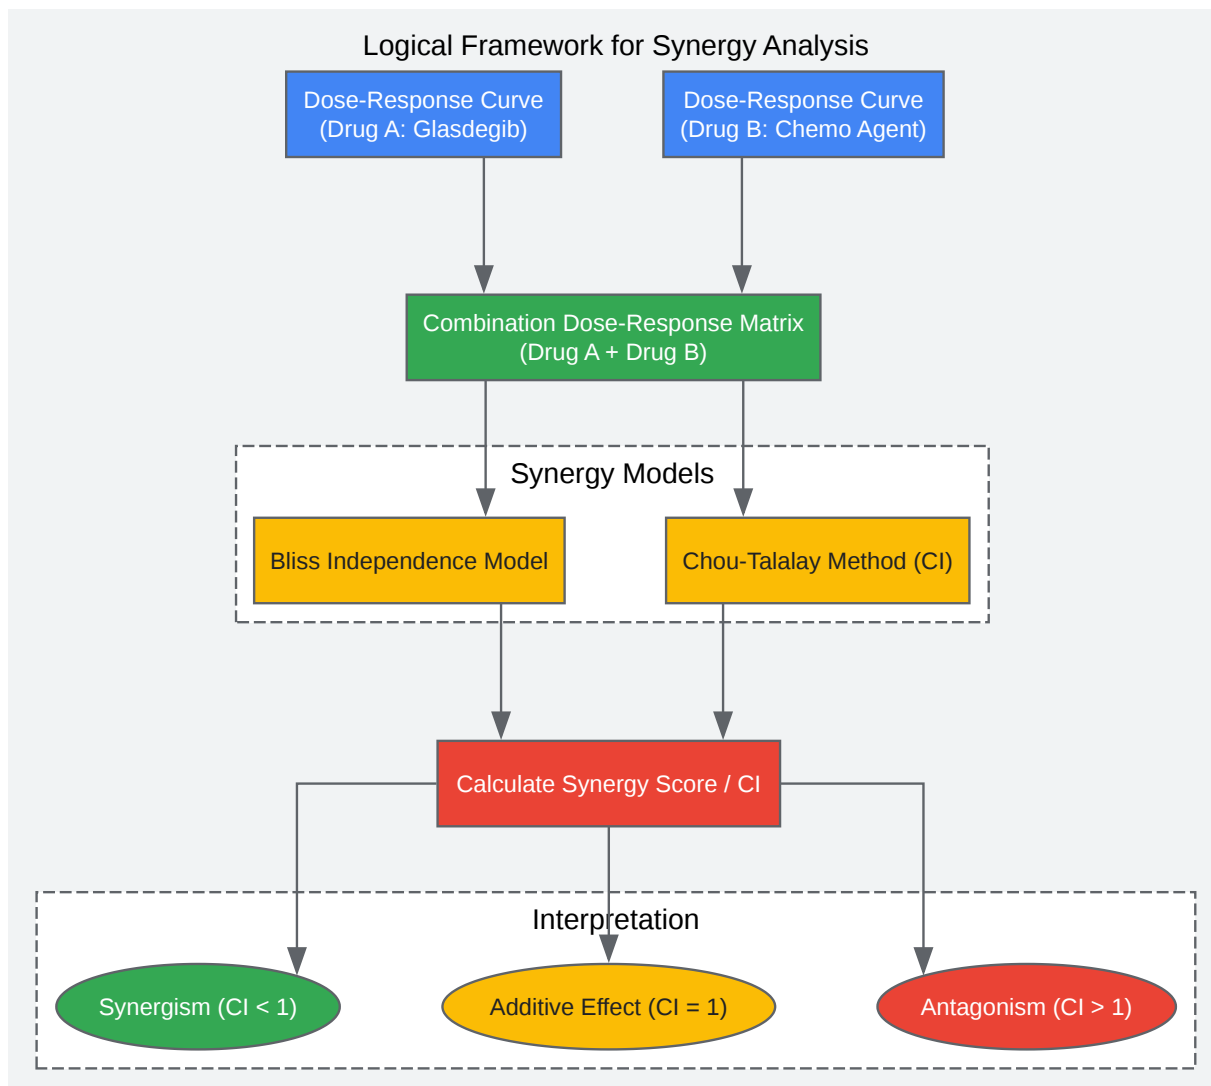 Logical Framework for Synergy Analysis
Dose-Response Curve
(Drug A: Glasdegib)
Dose-Response Curve
(Drug B: Chemo Agent)
Combination Dose-Response Matrix
(Drug A + Drug B)
Synergy Models
Bliss Independence Model
Chou-Talalay Method (CI)
Calculate Synergy Score / CI
Interpretation
Synergism (CI < 1)
Additive Effect (CI = 1)
Antagonism (CI > 1)